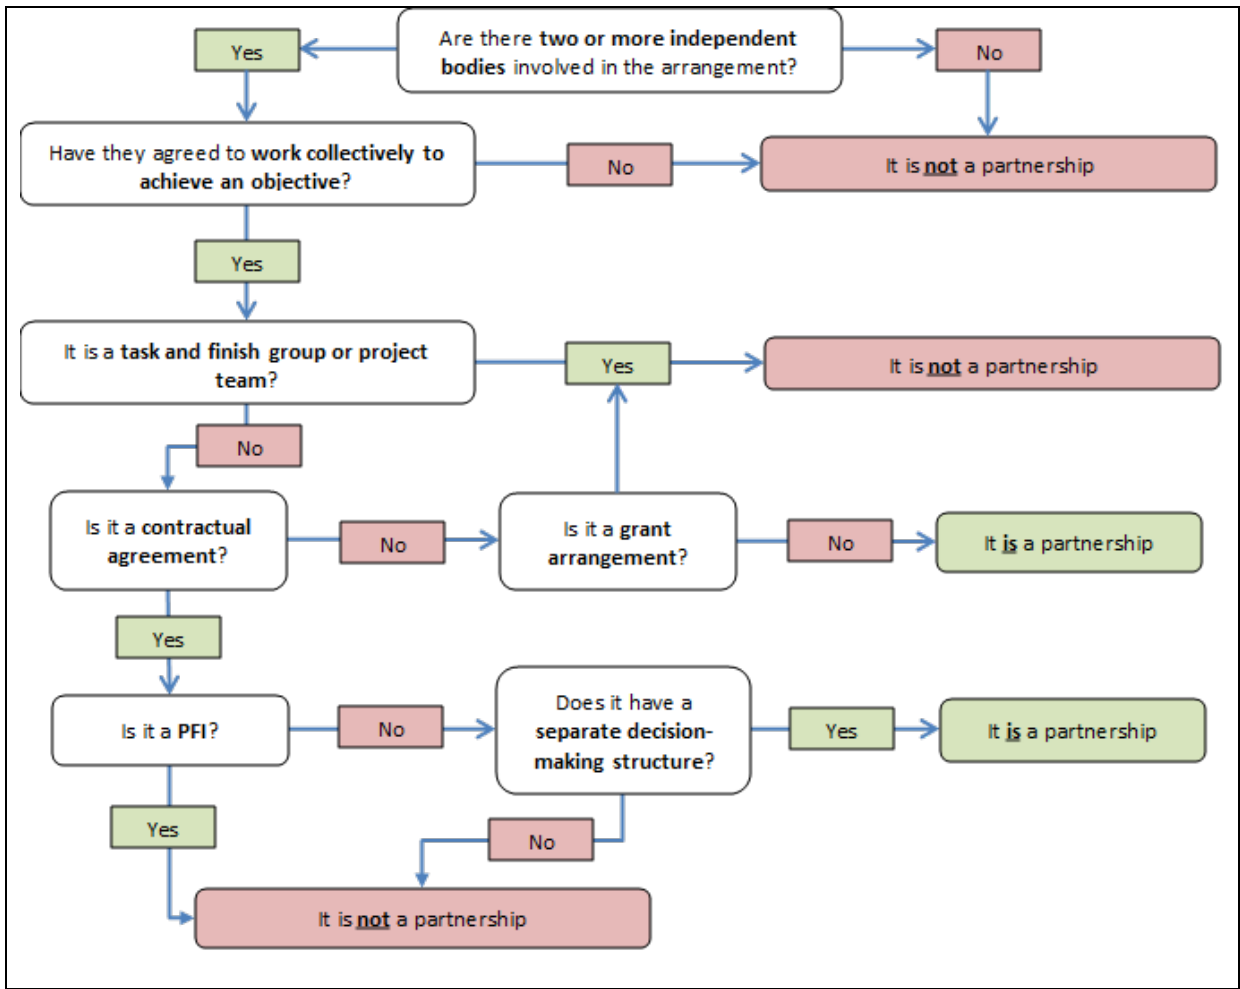 Are there two or more independent
bodies involved in the arrangement?
Yes
No
Have they agreed to work collectively to
achieve an objective?
No
It is not a partnership
Yes
It is a task and finish group or project
team?
Yes
It is not a partnership
No
Is it a contractual
agreement?
No
Is it a grant
arrangement?
No
It is a partnership
Yes
Is it a PFI?
No
Does it have a
separate decision-
making structure?
Yes
It is a partnership
Yes
No
It is not a partnership